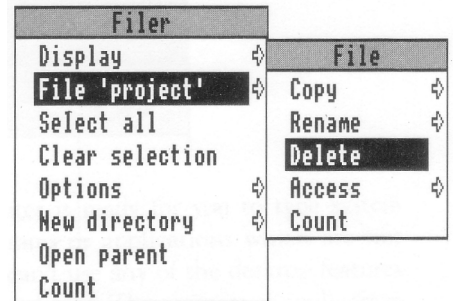 Filer
Display
File 'project'
Select all
Clear selection
Options
New directory
Open parent
Count
File
Copy
Rename
Delete
Access
Count